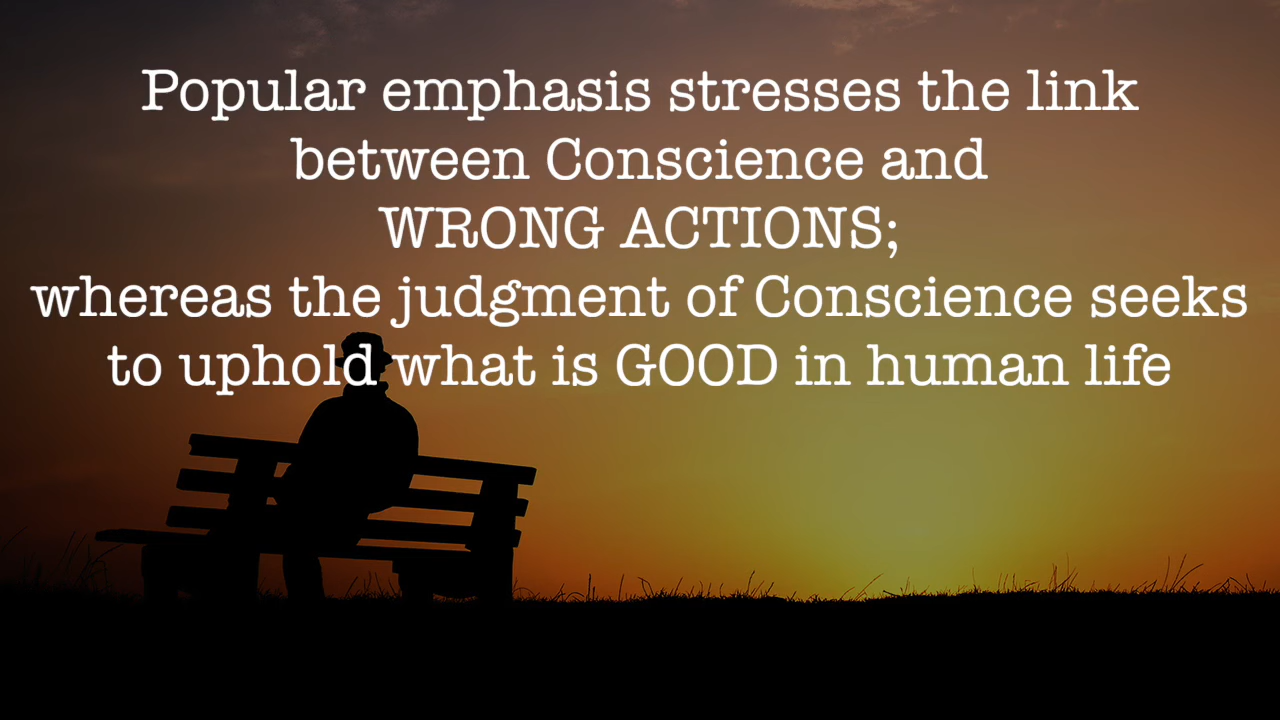 Popular emphasis stresses the link
between Conscience and
WRONG ACTIONS;
whereas the judgment of Conscience seeks
to uphold what is GOOD in human life